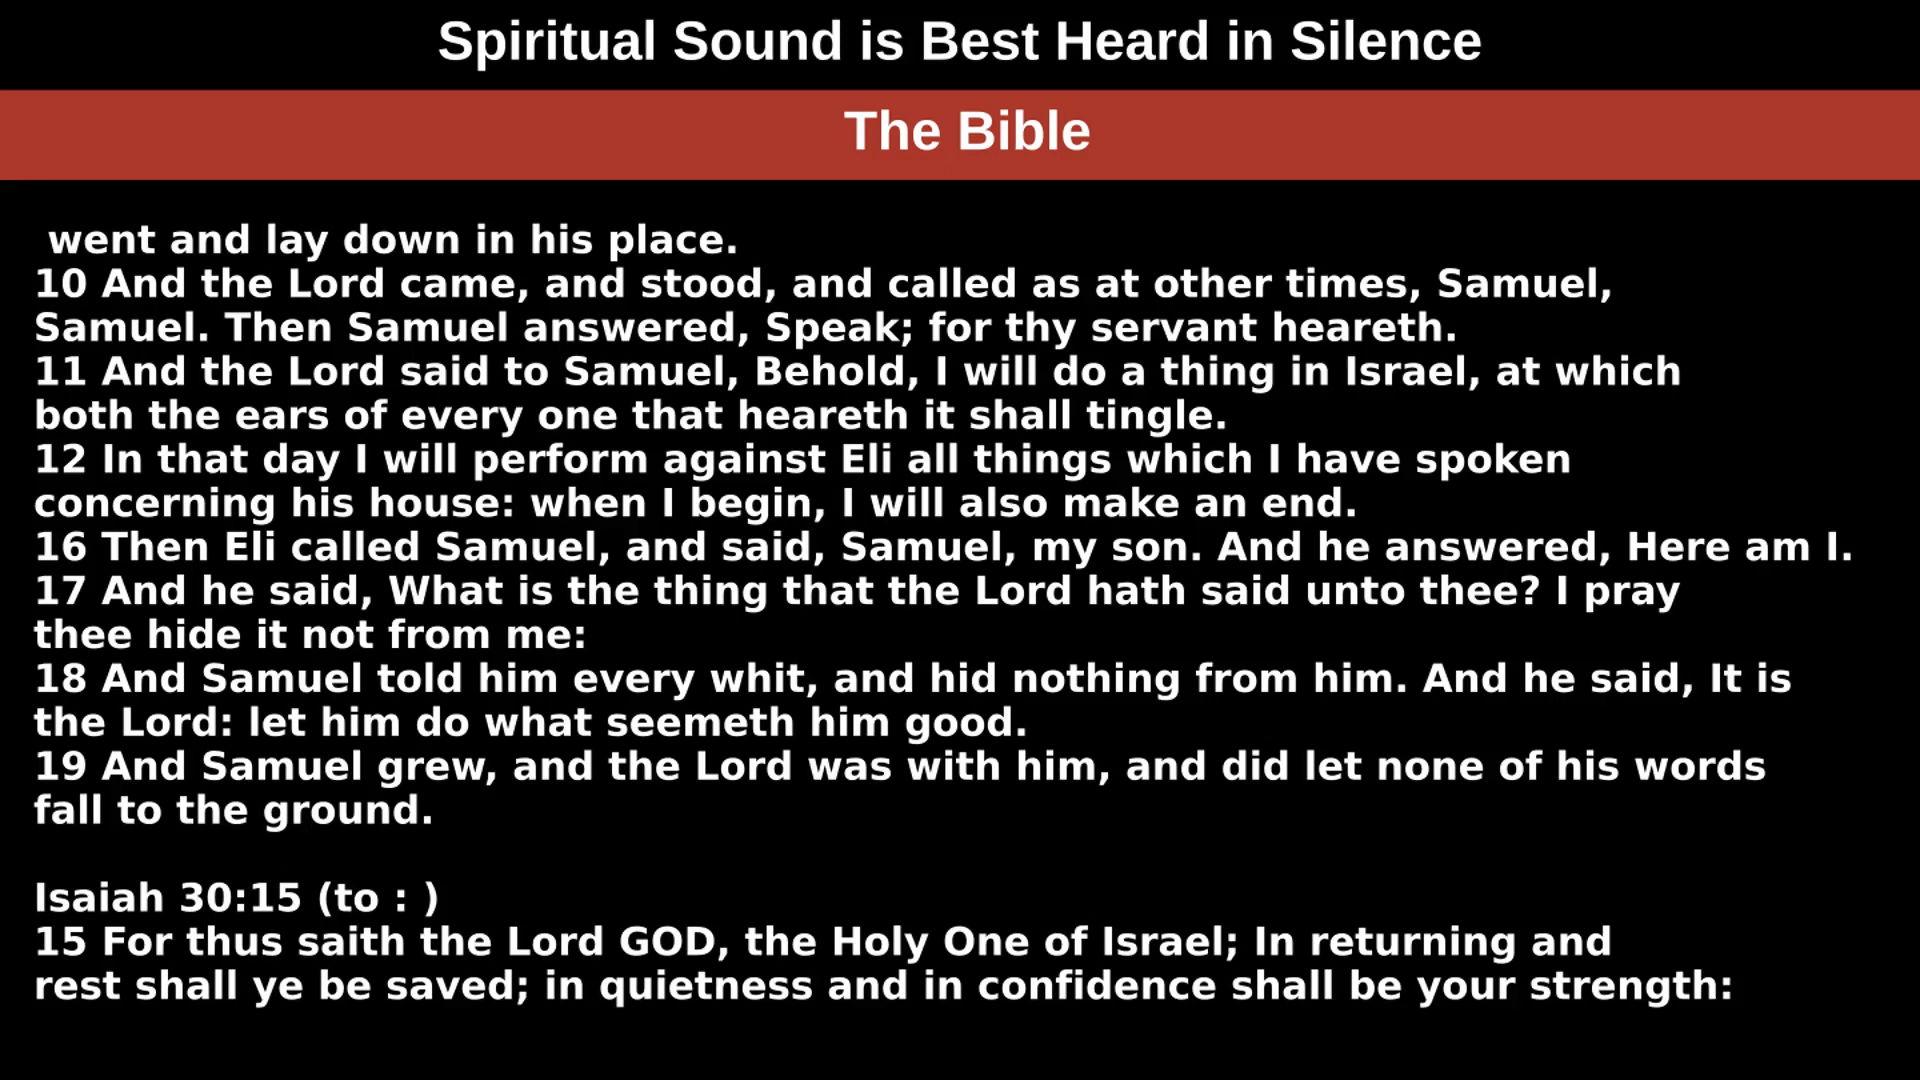 Spiritual Sound is Best Heard in Silence
The Bible
went and lay down in his place.
10 And the Lord came, and stood, and called as at other times, Samuel,
Samuel. Then Samuel answered, Speak; for thy servant heareth.
11 And the Lord said to Samuel, Behold, I will do a thing in Israel, at which
both the ears of every one that heareth it shall tingle.
12 In that day I will perform against Eli all things which I have spoken
concerning his house: when I begin, I will also make an end.
16 Then Eli called Samuel, and said, Samuel, my son. And he answered, Here am I.
17 And he said, What is the thing that the Lord hath said unto thee? I pray
thee hide it not from me:
18 And Samuel told him every whit, and hid nothing from him. And he said, It is
the Lord: let him do what seemeth him good.
19 And Samuel grew, and the Lord was with him, and did let none of his words
fall to the ground.
Isaiah 30:15 (to : )
15 For thus saith the Lord GOD, the Holy One of Israel; In returning and
rest shall ye be saved; in quietness and in confidence shall be your strength: